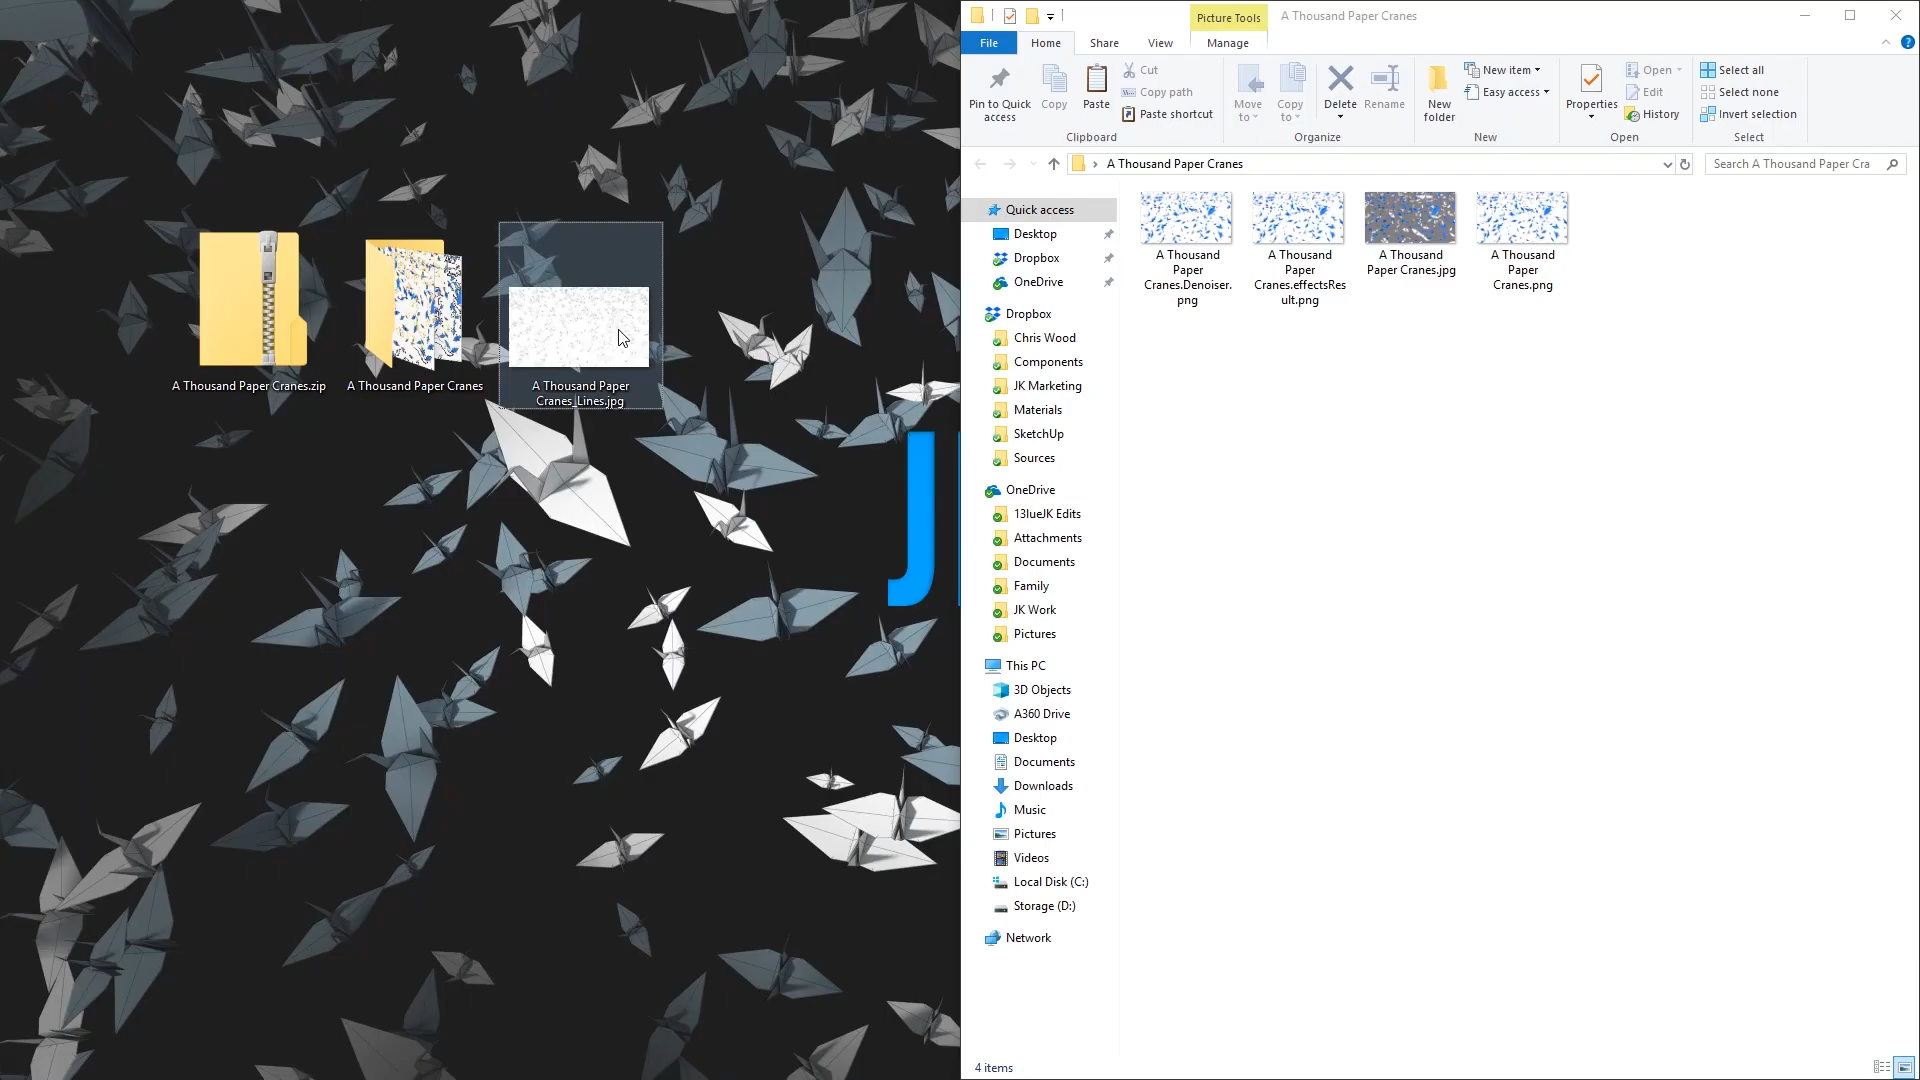 Picture Tools
A Thousand Paper Cranes
File
Home
Share
View
Manage
Pin to Quick access
Copy
Paste
Cut
Copy path
Paste shortcut
Clipboard
Move to
Copy to
Delete
Rename
Organize
New folder
New item
Easy access
New
Properties
Open
Edit
History
Open
Select all
Select none
Invert selection
Select
A Thousand Paper Cranes
Search A Thousand Paper Cra
Quick access
Desktop
Dropbox
OneDrive
Dropbox
Chris Wood
Components
JK Marketing
Materials
SketchUp
Sources
OneDrive
13lueJK Edits
Attachments
Documents
Family
JK Work
Pictures
This PC
3D Objects
A360 Drive
Desktop
Documents
Downloads
Music
Pictures
Videos
Local Disk (C:)
Storage (D:)
Network
A Thousand
Paper
Cranes.Denoiser.
png
A Thousand
Paper
Cranes.effectsRes
ult.png
A Thousand
Paper Cranes.jpg
A Thousand
Paper
Cranes.png
4 items
A Thousand Paper Cranes.zip
A Thousand Paper Cranes
A Thousand Paper
Cranes_Lines.jpg
J